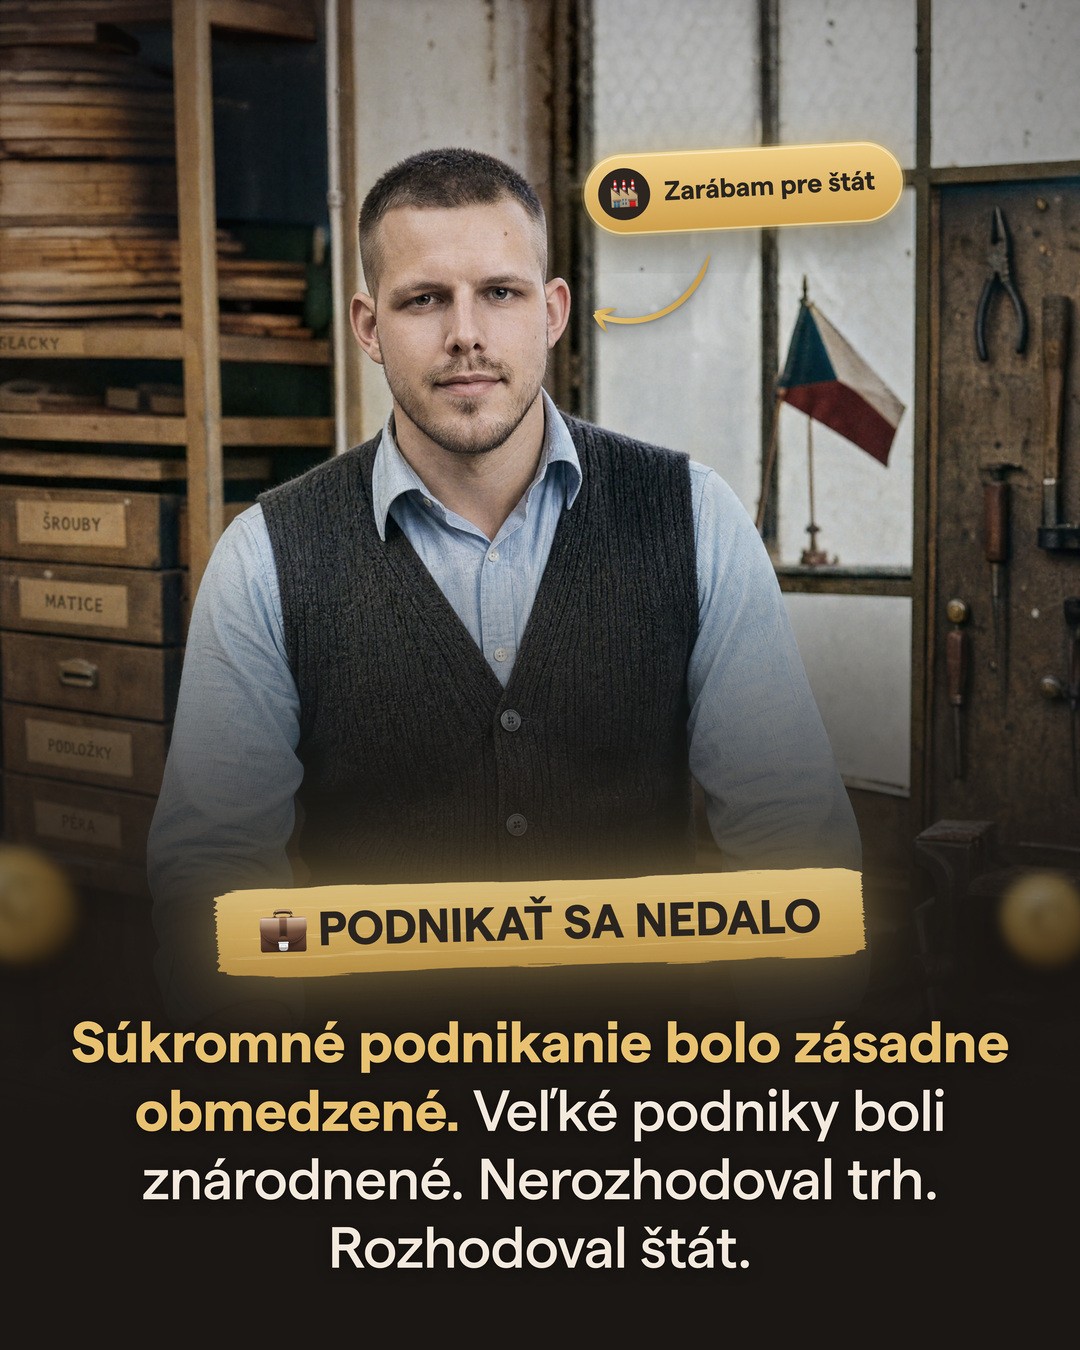 Zarábam pre štát
ŠROUBY
MATICE
PODLOŽKY
PÉRA
PODNIKAŤ SA NEDALO
Súkromné podnikanie bolo zásadne
obmedzené. Veľké podniky boli
znárodnené. Nerozhodoval trh.
Rozhodoval štát.